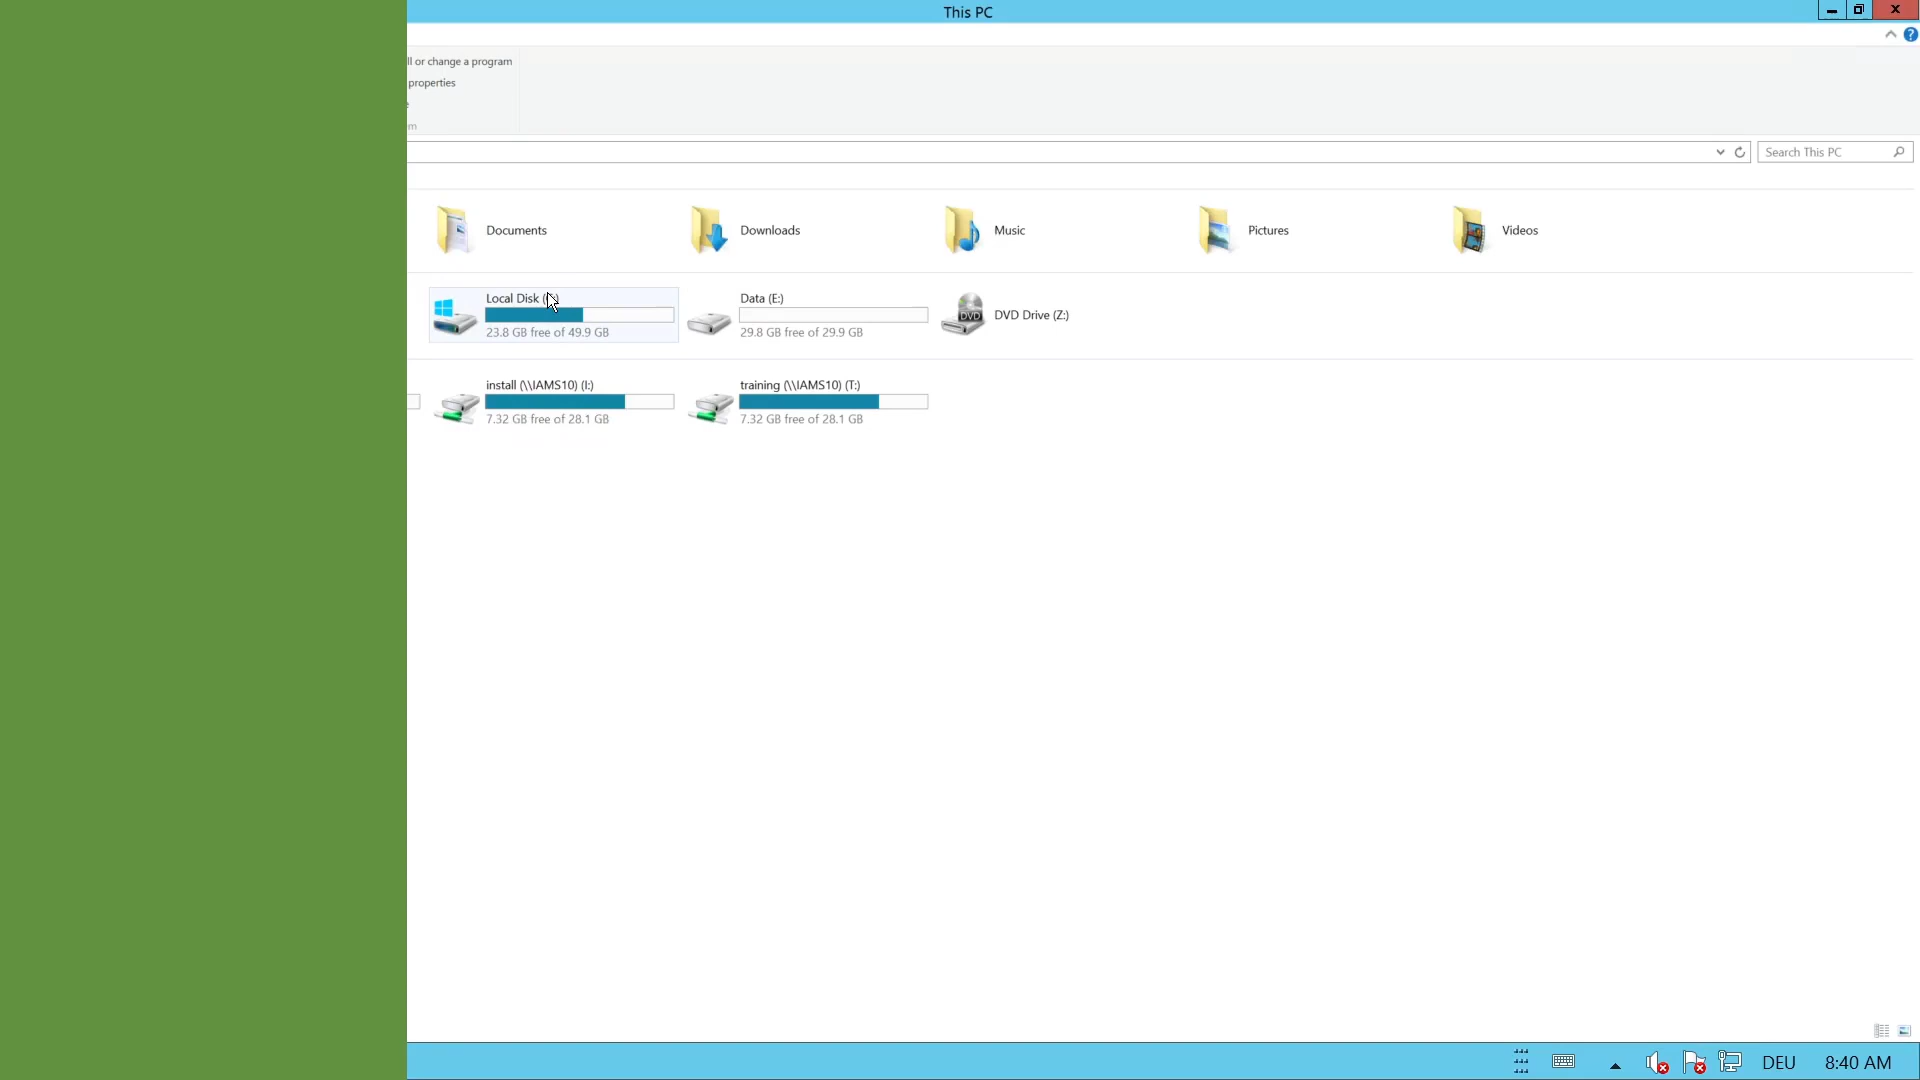 This PC
ll or change a program
properties
Search This PC
Documents
Downloads
Music
Pictures
Videos
Local Disk
23.8 GB free of 49.9 GB
Data (E:)
29.8 GB free of 29.9 GB
DVD
DVD Drive (Z:)
install (\\IAMS10) (I:)
7.32 GB free of 28.1 GB
training (\\IAMS10) (T:)
7.32 GB free of 28.1 GB
DEU
8:40 AM